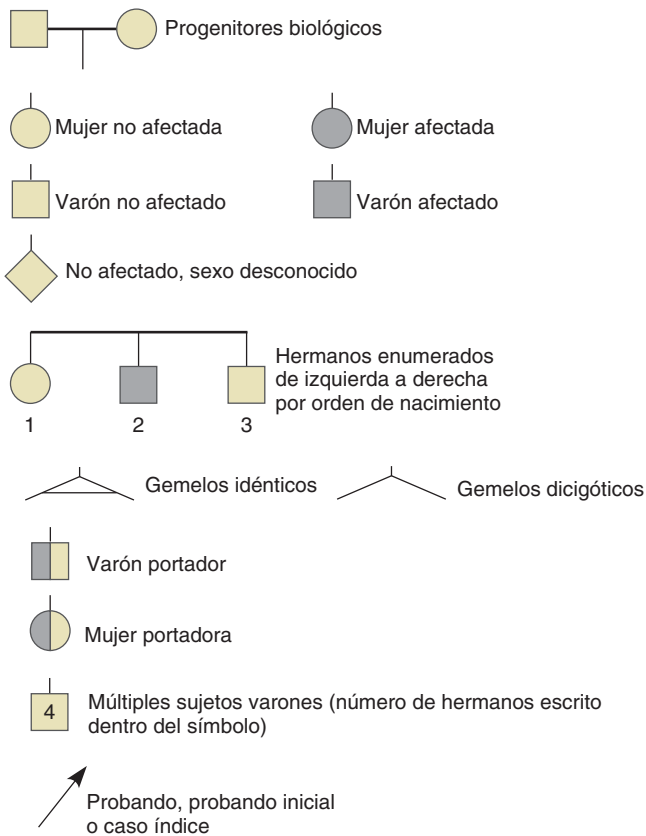 Progenitores biológicos
Mujer no afectada
Mujer afectada
Varón no afectado
Varón afectado
No afectado, sexo desconocido
Hermanos enumerados
de izquierda a derecha
por orden de nacimiento
1 2 3
Gemelos idénticos
Gemelos dicigóticos
Varón portador
Mujer portadora
4
Múltiples sujetos varones (número de hermanos escrito
dentro del símbolo)
Probando, probando inicial
o caso índice